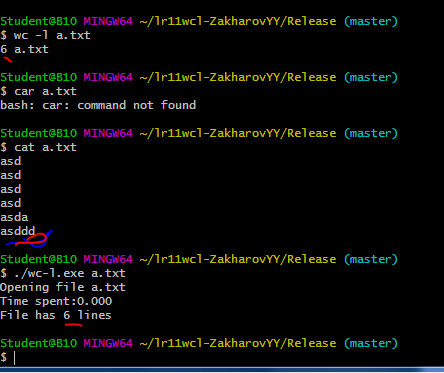 Student@B10 MINGW64 ~/lr11wcl-ZakharovYY/Release (master)
$ wc -l a.txt
6 a.txt
Student@B10 MINGW64 ~/lr11wcl-ZakharovYY/Release (master)
$ car a.txt
bash: car: command not found
Student@B10 MINGW64 ~/lr11wcl-ZakharovYY/Release (master)
$ cat a.txt
asd
asd
asd
asd
asda
asdddd
Student@B10 MINGW64 ~/lr11wcl-ZakharovYY/Release (master)
$ ./wc-l.exe a.txt
Opening file a.txt
Time spent:0.000
File has 6 lines
Student@B10 MINGW64 ~/lr11wcl-ZakharovYY/Release (master)
$